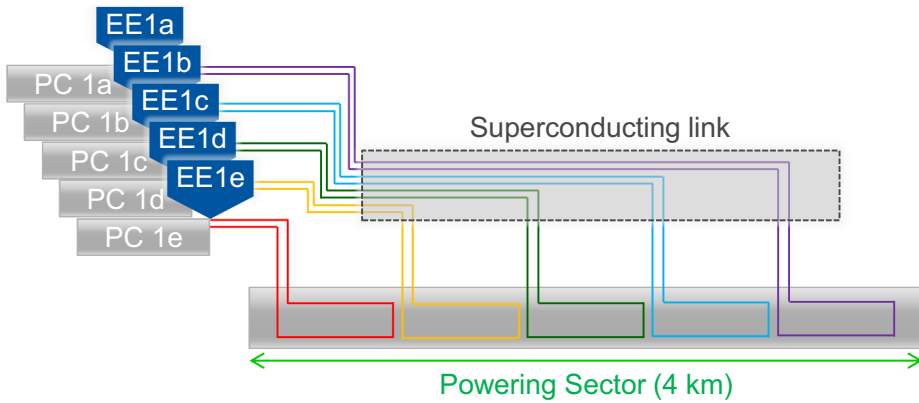 EE1a
EE1b
PC 1a
EE1c
PC 1b
EE1d
PC 1c
EE1e
PC 1d
PC 1e
Superconducting link
Powering Sector (4 km)